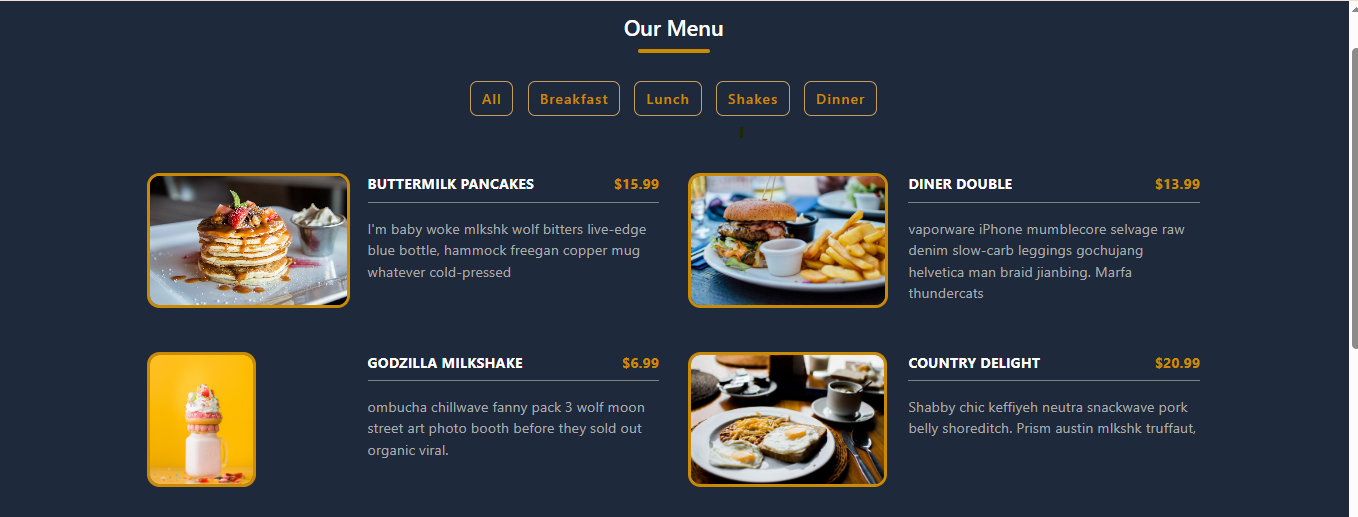 Our Menu
All
Breakfast
Lunch
Shakes
Dinner
BUTTERMILK PANCAKES
$15.99
I'm baby woke mlkshk wolf bitters live-edge
blue bottle, hammock freegan copper mug
whatever cold-pressed
DINER DOUBLE
$13.99
vaporware iPhone mumblecore selvage raw
denim slow-carb leggings gochujang
helvetica man braid jianbing. Marfa
thundercats
GODZILLA MILKSHAKE
$6.99
ombucha chillwave fanny pack 3 wolf moon
street art photo booth before they sold out
organic viral.
COUNTRY DELIGHT
$20.99
Shabby chic keffiyeh neutra snackwave pork
belly shoreditch. Prism austin mlkshk truffaut,